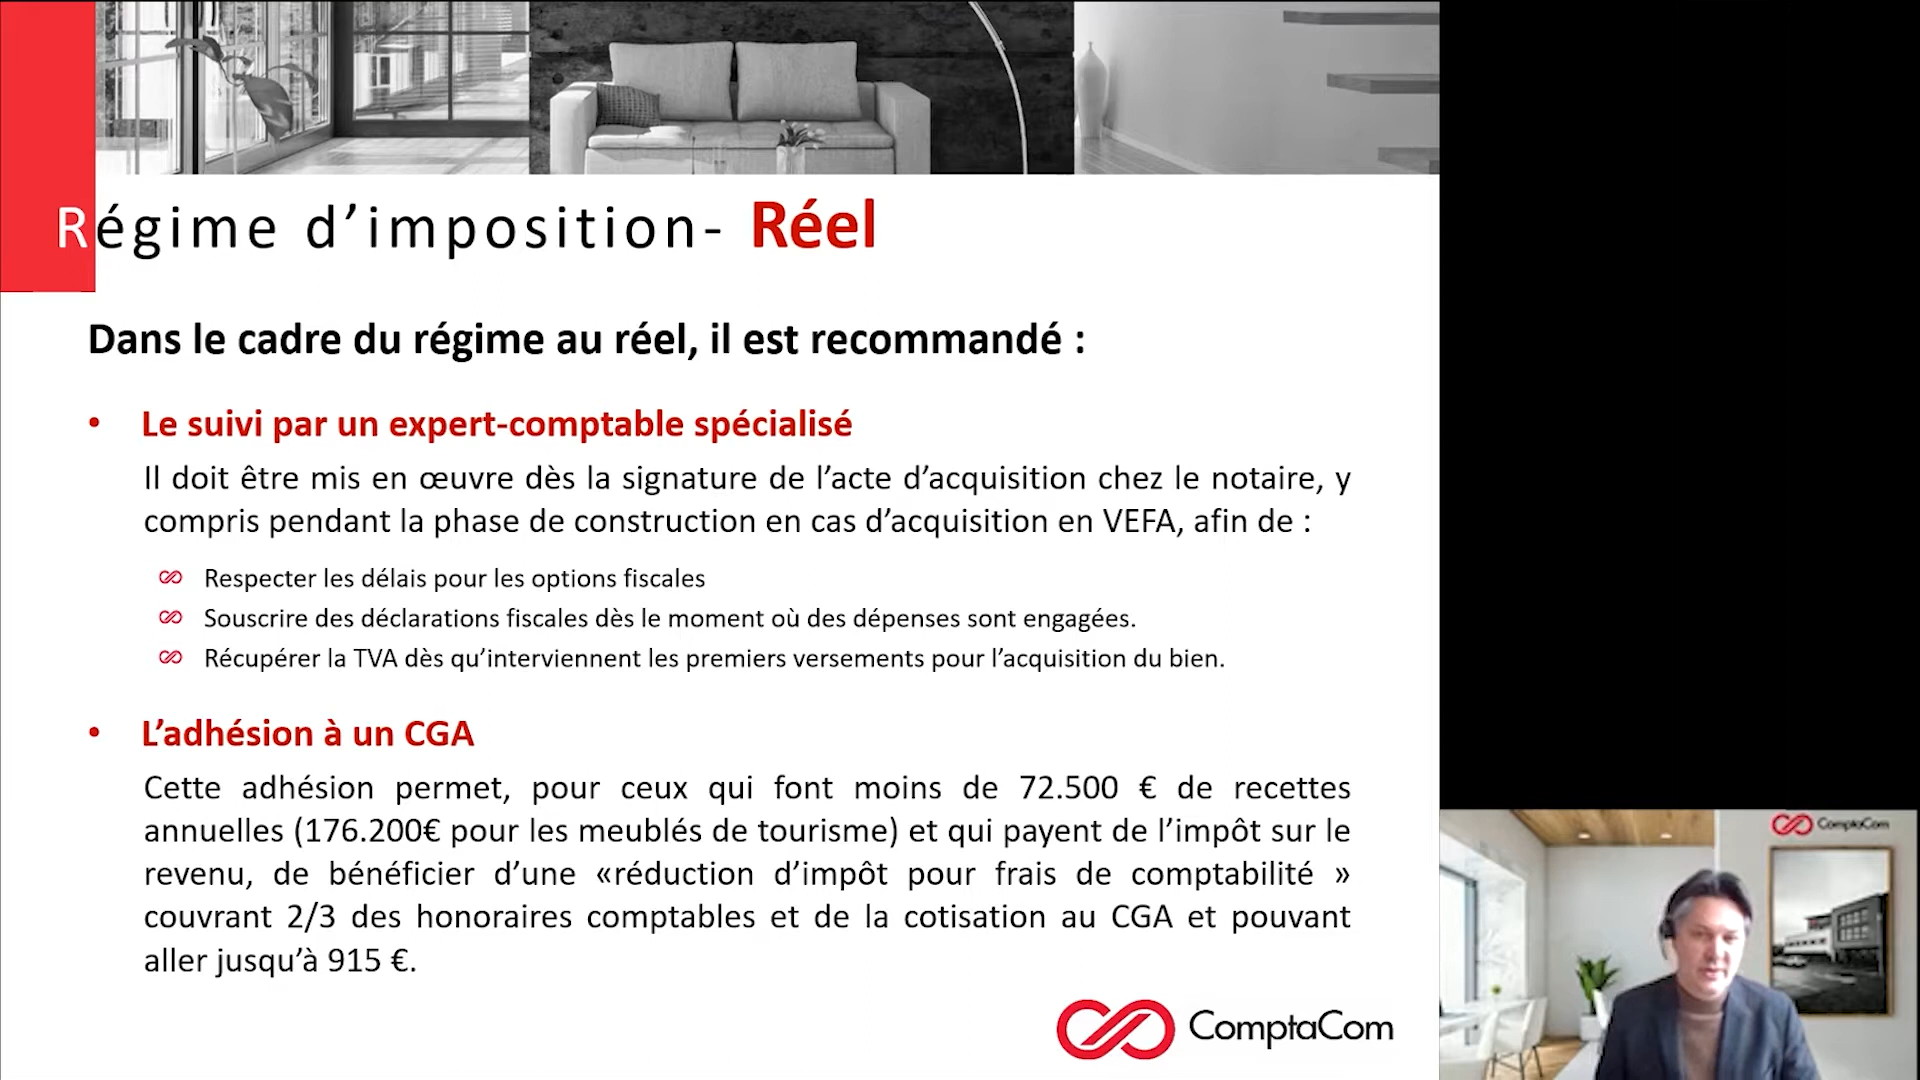 Régime d’imposition- Réel
Dans le cadre du régime au réel, il est recommandé :
• Le suivi par un expert-comptable spécialisé
Il doit être mis en œuvre dès la signature de l’acte d’acquisition chez le notaire, y
compris pendant la phase de construction en cas d’acquisition en VEFA, afin de :
Respecter les délais pour les options fiscales
Souscrire des déclarations fiscales dès le moment où des dépenses sont engagées.
Récupérer la TVA dès qu’interviennent les premiers versements pour l’acquisition du bien.
• L’adhésion à un CGA
Cette adhésion permet, pour ceux qui font moins de 72.500 € de recettes
annuelles (176.200€ pour les meublés de tourisme) et qui payent de l’impôt sur le
revenu, de bénéficier d’une «réduction d’impôt pour frais de comptabilité »
couvrant 2/3 des honoraires comptables et de la cotisation au CGA et pouvant
aller jusqu’à 915 €.
ComptaCom
ComptaCom